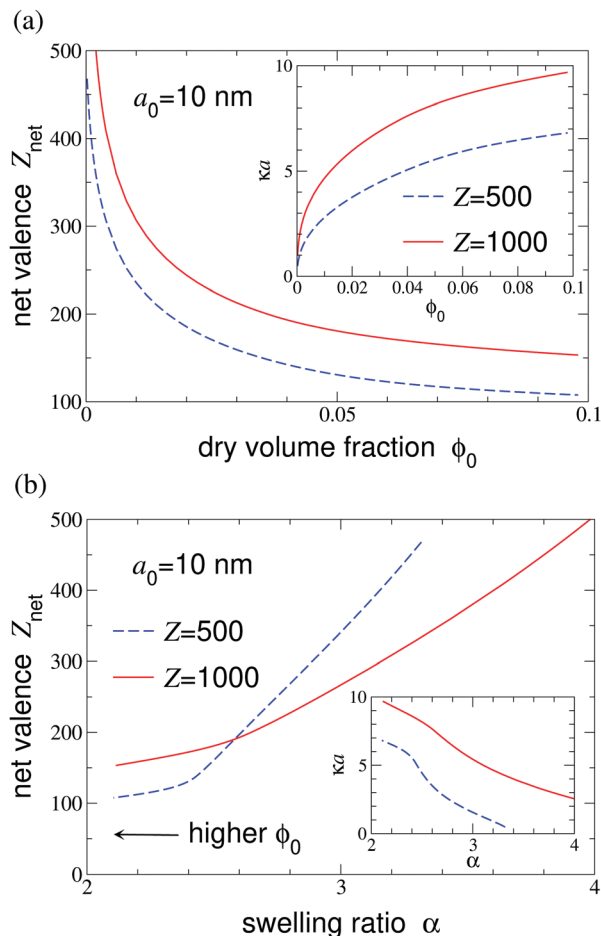 (a)
500
400
300
200
100
0
0.05
0.1
net valence Znet
dry volume fraction ϕ0
a0=10 nm
10
5
0
0
0.02
0.04
0.06
0.08
0.1
κa
ϕ0
Z=500
Z=1000
(b)
500
400
300
200
100
0
2
3
4
net valence Znet
swelling ratio α
a0=10 nm
Z=500
Z=1000
higher ϕ0
10
5
0
2
3
4
κa
α